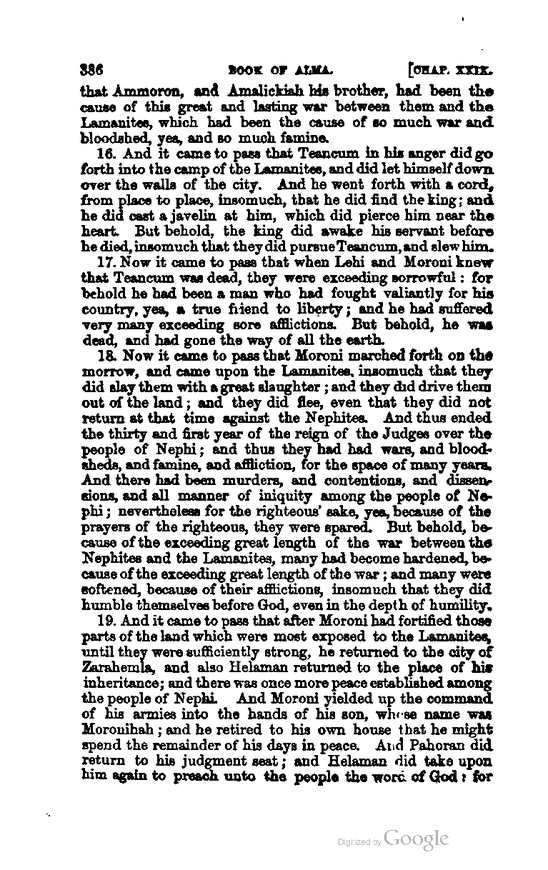 386 BOOK OF ALMA. [CHAP. XXIX.
that Ammoron, and Amalickiah his brother, had been the
cause of this great and lasting war between them and the
Lamanites, which had been the cause of so much war and
bloodshed, yea, and so much famine.
16. And it came to pass that Teancum in his anger did go
forth into the camp of the Lamanites, and did let himself down
over the walls of the city. And he went forth with a cord,
from place to place, insomuch, that he did find the king; and
he did cast a javelin at him, which did pierce him near the
heart. But behold, the king did awake his servant before
he died, insomuch that they did pursue Teancum, and slew him.
17. Now it came to pass that when Lehi and Moroni knew
that Teancum was dead, they were exceeding sorrowful: for
behold he had been a man who had fought valiantly for his
country, yea, a true friend to liberty; and he had suffered
very many exceeding sore afflictions. But behold, he was
dead, and had gone the way of all the earth.
18. Now it came to pass that Moroni marched forth on the
morrow, and came upon the Lamanites, insomuch that they
did slay them with a great slaughter; and they did drive them
out of the land; and they did flee, even that they did not
return at that time against the Nephites. And thus ended
the thirty and first year of the reign of the Judges over the
people of Nephi; and thus they had had wars, and blood-
sheds, and famine, and affliction, for the space of many years.
And there had been murders, and contentions, and dissen-
sions, and all manner of iniquity among the people of Ne-
phi; nevertheless for the righteous' sake, yea, because of the
prayers of the righteous, they were spared. But behold, be-
cause of the exceeding great length of the war between the
Nephites and the Lamanites, many had become hardened, be-
cause of the exceeding great length of the war; and many were
softened, because of their afflictions, insomuch that they did
humble themselves before God, even in the depth of humility.
19. And it came to pass that after Moroni had fortified those
parts of the land which were most exposed to the Lamanites,
until they were sufficiently strong, he returned to the city of
Zarahemla, and also Helaman returned to the place of his
inheritance; and there was once more peace established among
the people of Nephi. And Moroni yielded up the command
of his armies into the hands of his son, whose name was
Moronihah; and he retired to his own house that he might
spend the remainder of his days in peace. And Pahoran did
return to his judgment seat; and Helaman did take upon
him again to preach unto the people the word of God: for
Digitized by Google